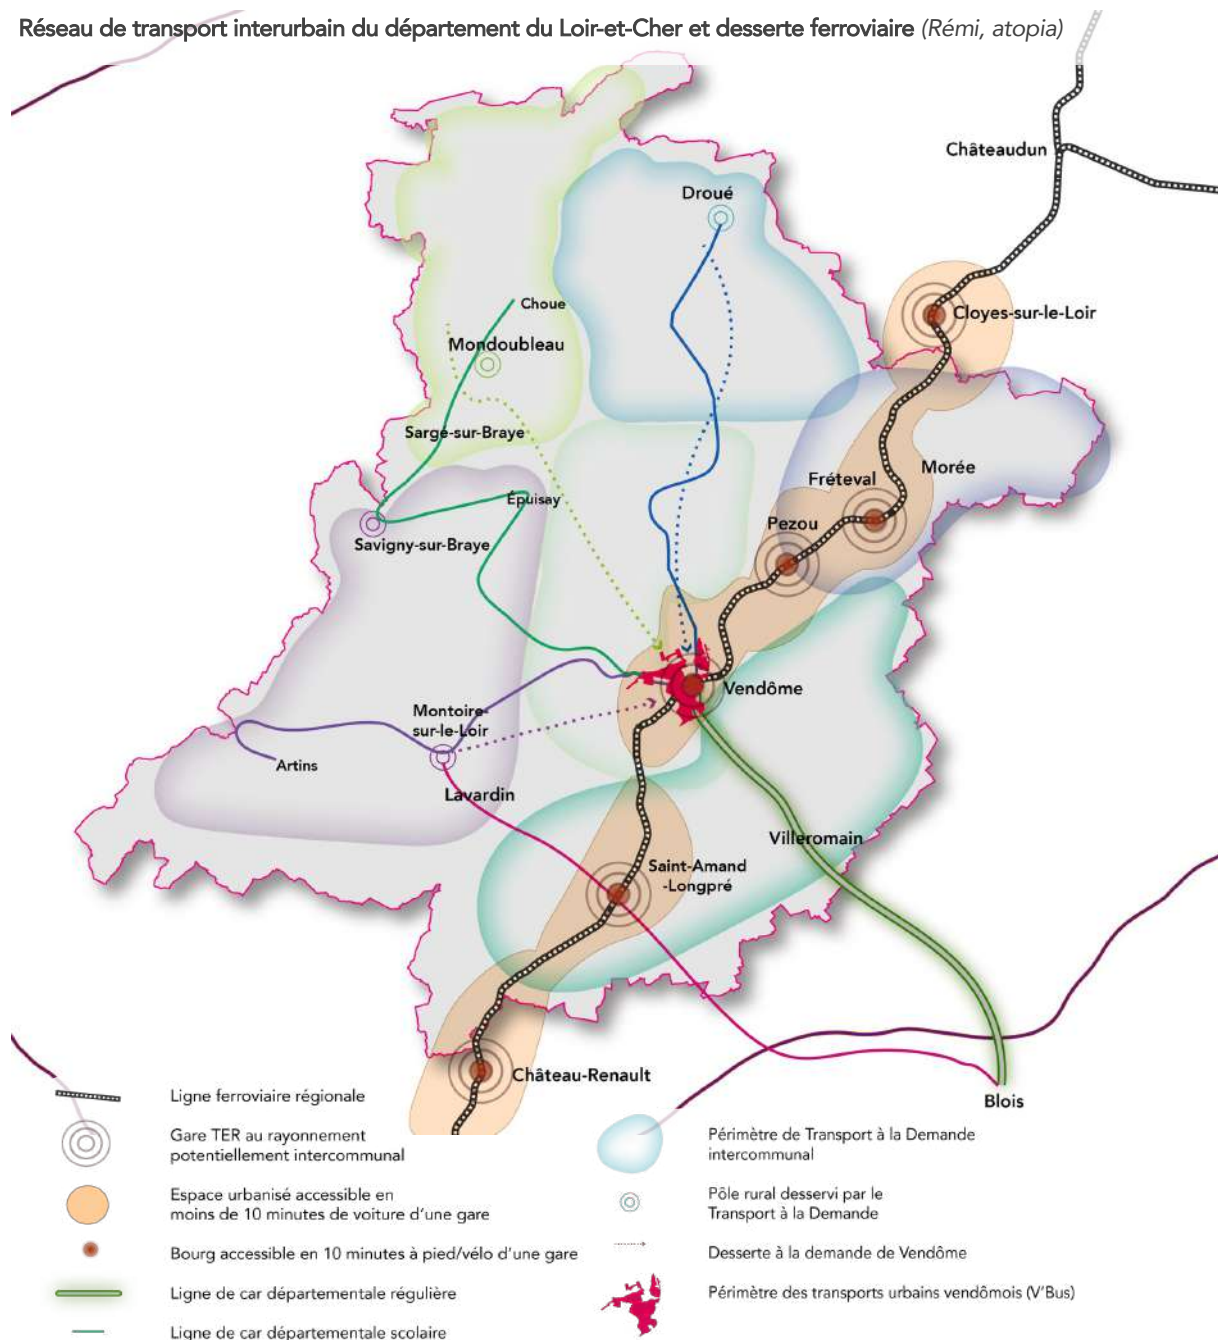 Réseau de transport interurbain du département du Loir-et-Cher et desserte ferroviaire (Rémi, atopia)
Châteaudun
Droué
Choue
Cloyes-sur-le-Loir
Mondoubleau
Sargé-sur-Braye
Morée
Fréteval
Épuisay
Pezou
Savigny-sur-Braye
Vendôme
Montoire-
sur-le-Loir
Artins
Lavardin
Villeromain
Saint-Amand
-Longpré
Château-Renault
Blois
Ligne ferroviaire régionale
Gare TER au rayonnement
potentiellement intercommunal
Espace urbanisé accessible en
moins de 10 minutes de voiture d'une gare
Bourg accessible en 10 minutes à pied/vélo d'une gare
Ligne de car départementale régulière
Ligne de car départementale scolaire
Périmètre de Transport à la Demande
intercommunal
Pôle rural desservi par le
Transport à la Demande
Desserte à la demande de Vendôme
Périmètre des transports urbains vendômois (V'Bus)